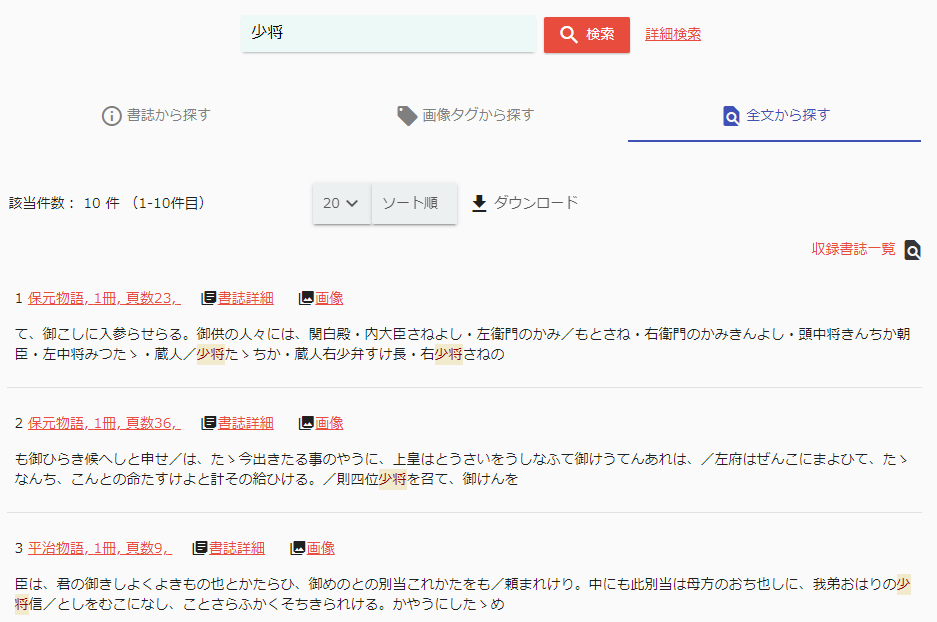 少将
検索
詳細検索
書誌から探す
画像タグから探す
全文から探す
該当件数： 10 件 （1-10件目）
20
ソート順
ダウンロード
収録書誌一覧
1 保元物語, 1冊, 頁数23, 書誌詳細 画像
て、御こしに入参らせらる。御供の人々には、関白殿・内大臣さねよし・左衛門のかみ／もとさね・右衛門のかみきんよし・頭中将きんちか朝
臣・左中将みつたゝ・蔵人／少将たゝちか・蔵人右少弁すけ長・右少将さねの
2 保元物語, 1冊, 頁数36, 書誌詳細 画像
も御ひらき候へしと申せ／は、たゝ今出きたる事のやうに、上皇はとうさいをうしなふて御けうてんあれは、／左府はぜんこにまよひて、たゝ
なんち、こんとの命たすけよと計その給ひける。／則四位少将を召て、御けんを
3 平治物語, 1冊, 頁数9, 書誌詳細 画像
臣は、君の御きしよくよきもの也とかたらひ、御めのとの別当これかたをも／頼まれけり。中にも此別当は母方のおち也しに、我弟おはりの少
将信／としをむこになし、ことさらふかくそちきられける。かやうにしたゝめ